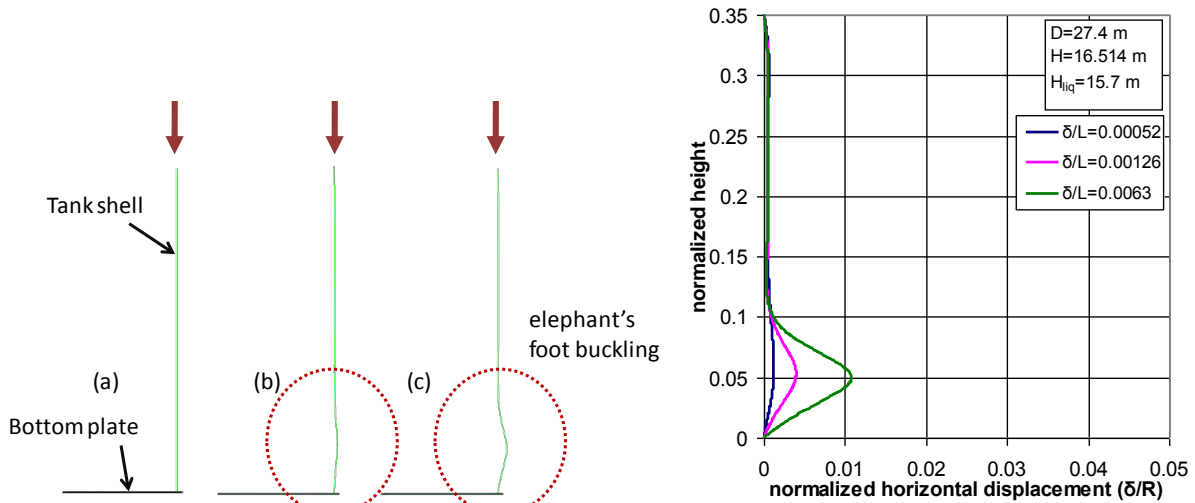 Tank shell
(a)
Bottom plate
(b)
(c)
elephant's
foot buckling
normalized height
0.35
0.3
0.25
0.2
0.15
0.1
0.05
0
D=27.4 m
H=16.514 m
Hliq=15.7 m
δ/L=0.00052
δ/L=0.00126
δ/L=0.0063
0 0.01 0.02 0.03 0.04 0.05
normalized horizontal displacement (δ/R)